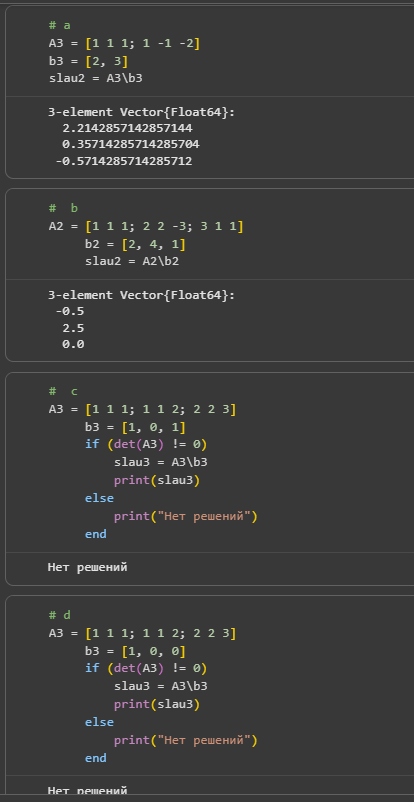 # a
A3 = [1 1 1; 1 -1 -2]
b3 = [2, 3]
slau2 = A3\b3
3-element Vector{Float64}:
2.2142857142857144
0.35714285714285704
-0.5714285714285712
# b
A2 = [1 1 1; 2 2 -3; 3 1 1]
b2 = [2, 4, 1]
slau2 = A2\b2
3-element Vector{Float64}:
-0.5
2.5
0.0
# c
A3 = [1 1 1; 1 1 2; 2 2 3]
b3 = [1, 0, 1]
if (det(A3) != 0)
slau3 = A3\b3
print(slau3)
else
print("Нет решений")
end
Нет решений
# d
A3 = [1 1 1; 1 1 2; 2 2 3]
b3 = [1, 0, 0]
if (det(A3) != 0)
slau3 = A3\b3
print(slau3)
else
print("Нет решений")
end
Нет решений